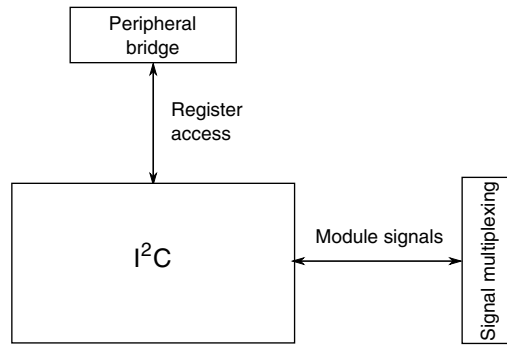 Peripheral
bridge
Register
access
I²C
Module signals
Signal multiplexing